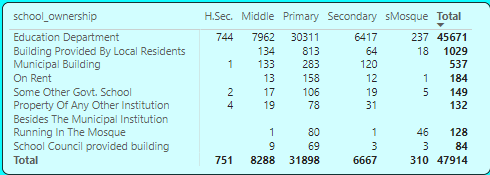 school_ownership H.Sec. Middle Primary Secondary sMosque Total
Education Department 744 7962 30311 6417 237 45671
Building Provided By Local Residents 134 813 64 18 1029
Municipal Building 1 133 283 120 537
On Rent 13 158 12 1 184
Some Other Govt. School 2 17 106 19 5 149
Property Of Any Other Institution 4 19 78 31 132
Besides The Municipal Institution
Running In The Mosque 1 80 1 46 128
School Council provided building 9 69 3 3 84
Total 751 8288 31898 6667 310 47914